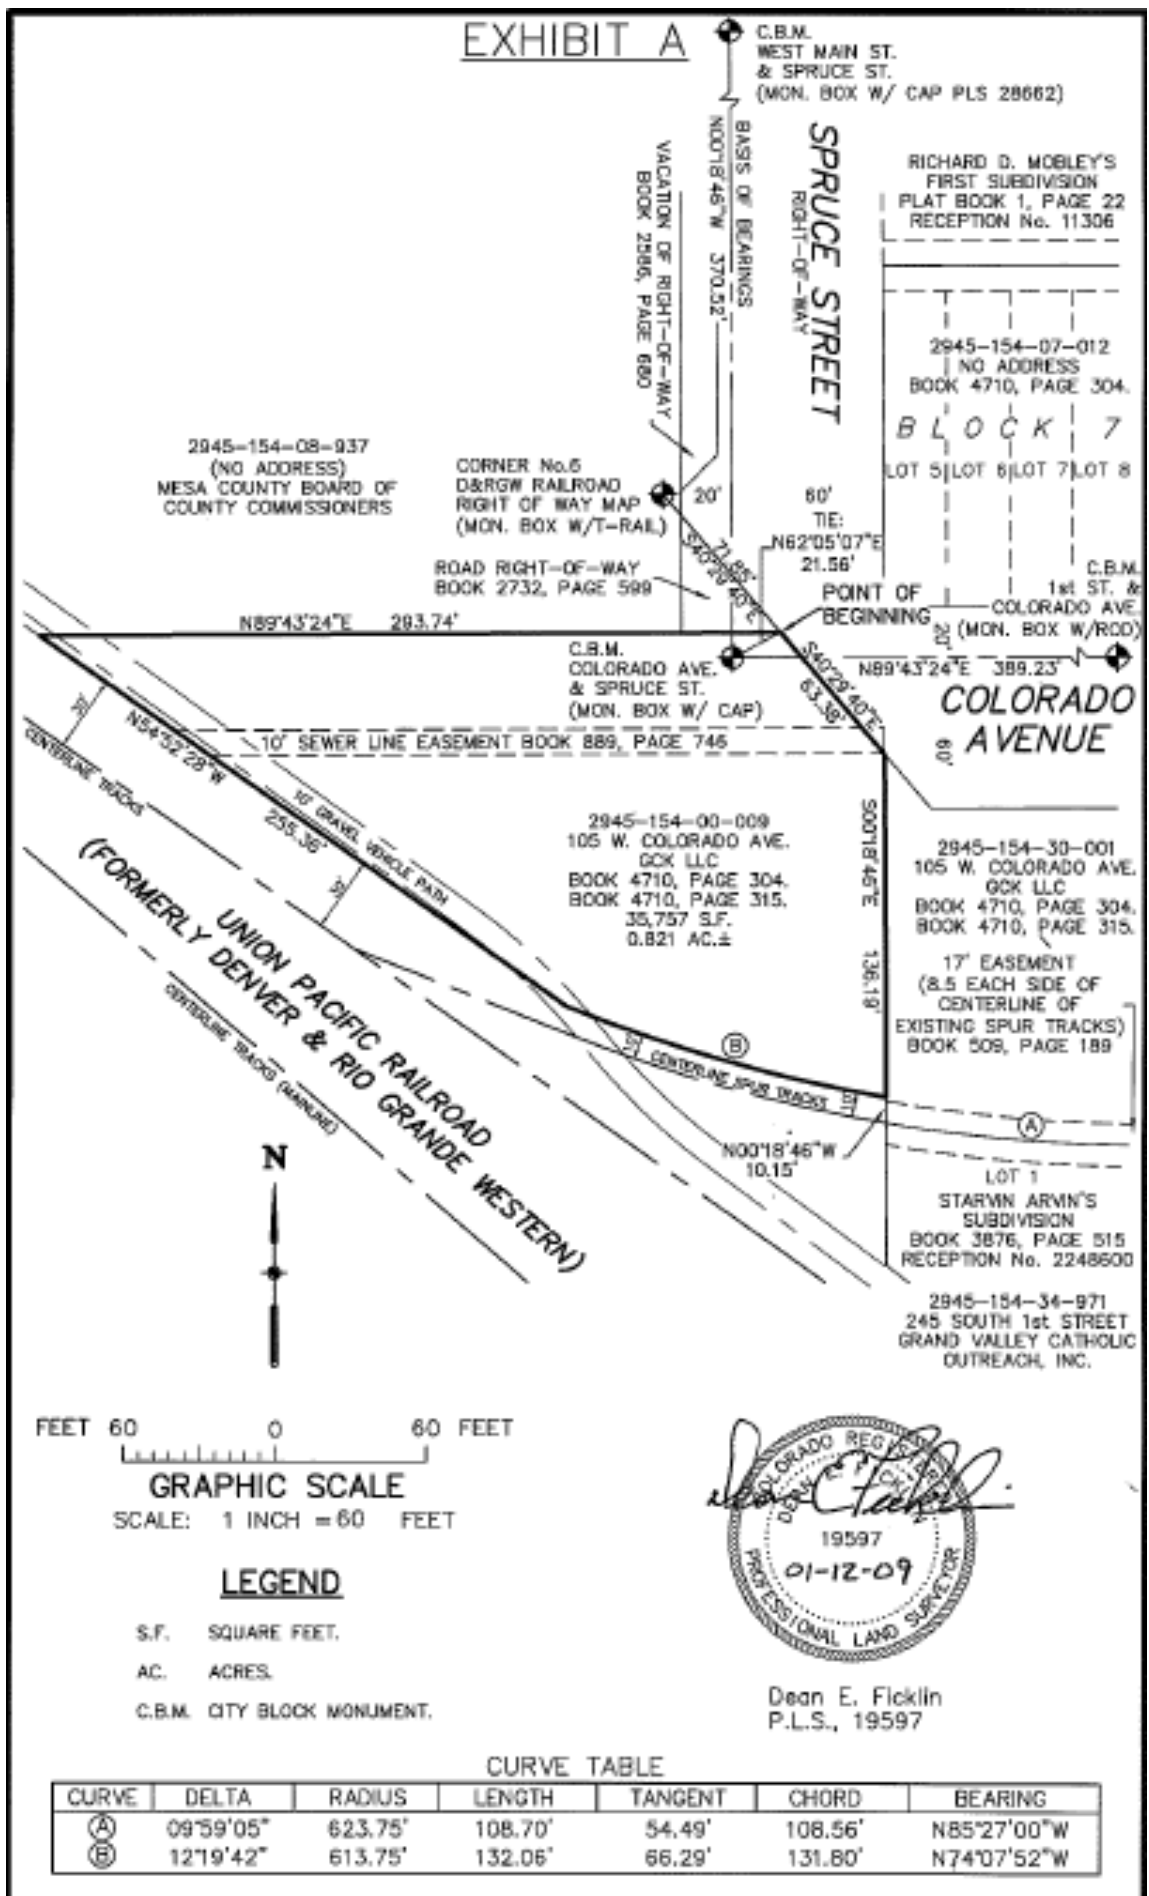 EXHIBIT A
C.B.M.
WEST MAIN ST.
& SPRUCE ST.
(MON. BOX W/ CAP PLS 28662)
BASIS OF BEARINGS
N00°18'46"W 370.52'
VACATION OF RIGHT-OF-WAY
BOOK 2586, PAGE 680
SPRUCE STREET
RIGHT-OF-WAY
RICHARD D. MOBLEY'S
FIRST SUBDIVISION
PLAT BOOK 1, PAGE 22
RECEPTION No. 11306
2945-154-07-012
NO ADDRESS
BOOK 4710, PAGE 304.
BLOCK 7
LOT 5 LOT 6 LOT 7 LOT 8
2945-154-08-937
(NO ADDRESS)
MESA COUNTY BOARD OF
COUNTY COMMISSIONERS
CORNER No.6
D&RGW RAILROAD
RIGHT OF WAY MAP
(MON. BOX W/T-RAIL)
20'
60'
TIE:
N62°05'07"E
21.56'
71.85'
S40°29'40"E
ROAD RIGHT-OF-WAY
BOOK 2732, PAGE 599
POINT OF
BEGINNING
C.B.M.
1st ST. &
COLORADO AVE.
(MON. BOX W/ROD)
20'
N89°43'24"E 293.74'
C.B.M.
COLORADO AVE.
& SPRUCE ST.
(MON. BOX W/ CAP)
N89°43'24"E 389.23'
S40°29'40"E
63.38'
COLORADO
AVENUE
60'
N54°52'28"W
255.36'
CENTERLINE TRACKS
10' SEWER LINE EASEMENT BOOK 889, PAGE 746
10' GRAVEL VEHICLE PATH
2945-154-00-009
105 W. COLORADO AVE.
GCK LLC
BOOK 4710, PAGE 304.
BOOK 4710, PAGE 315.
35,757 S.F.
0.821 AC.±
S00°18'46"E
136.19'
2945-154-30-001
105 W. COLORADO AVE.
GCK LLC
BOOK 4710, PAGE 304.
BOOK 4710, PAGE 315.
17' EASEMENT
(8.5 EACH SIDE OF
CENTERLINE OF
EXISTING SPUR TRACKS)
BOOK 509, PAGE 189
UNION PACIFIC RAILROAD
(FORMERLY DENVER & RIO GRANDE WESTERN)
CENTERLINE TRACKS (MAINLINE)
B
CENTERLINE SPUR TRACKS
A
N00°18'46"W
10.15'
LOT 1
STARVIN ARVIN'S
SUBDIVISION
BOOK 3876, PAGE 515
RECEPTION No. 2248600
2945-154-34-971
245 SOUTH 1st STREET
GRAND VALLEY CATHOLIC
OUTREACH, INC.
N
FEET 60 0 60 FEET
GRAPHIC SCALE
SCALE: 1 INCH = 60 FEET
LEGEND
S.F. SQUARE FEET.
AC. ACRES.
C.B.M. CITY BLOCK MONUMENT.
COLORADO
19597
01-12-09
PROFESSIONAL LAND SURVEYOR
Dean E. Ficklin
P.L.S., 19597
CURVE TABLE
CURVE DELTA RADIUS LENGTH TANGENT CHORD BEARING
A 09°59'05" 623.75' 108.70' 54.49' 108.56' N85°27'00"W
B 12°19'42" 613.75' 132.06' 66.29' 131.80' N74°07'52"W